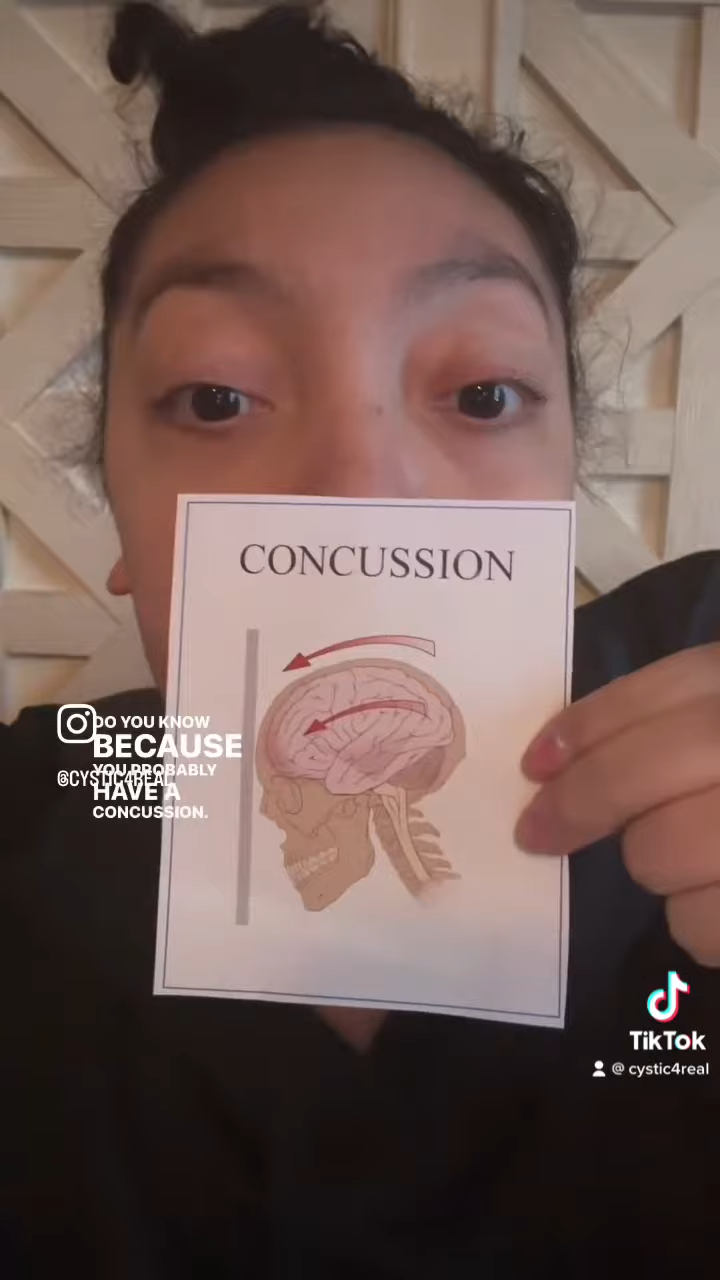 CONCUSSION
DO YOU KNOW
BECAUSE
YOU PROBABLY
@CYSTIC4REAL
HAVE A
CONCUSSION.
TikTok
@ cystic4real